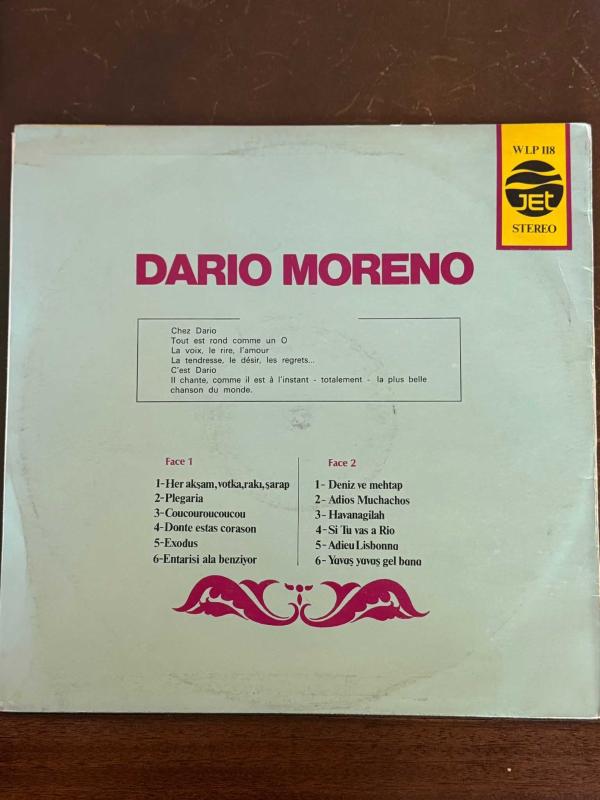 WLP 118
JEt
STEREO
DARIO MORENO
Chez Dario
Tout est rond comme un O
La voix, le rire, l'amour
La tendresse, le désir, les regrets...
C'est Dario
Il chante, comme il est à l'instant - totalement - la plus belle
chanson du monde.
Face 1
1-Her akşam,votka,rakı,şarap
2-Plegaria
3-Coucouroucoucou
4-Donte estas corason
5-Exodus
6-Entarisi ala benziyor
Face 2
1- Deniz ve mehtap
2- Adios Muchachos
3- Havanagilah
4- Si Tu vas a Rio
5- Adieu Lisbonna
6- Yavaş yavaş gel bana